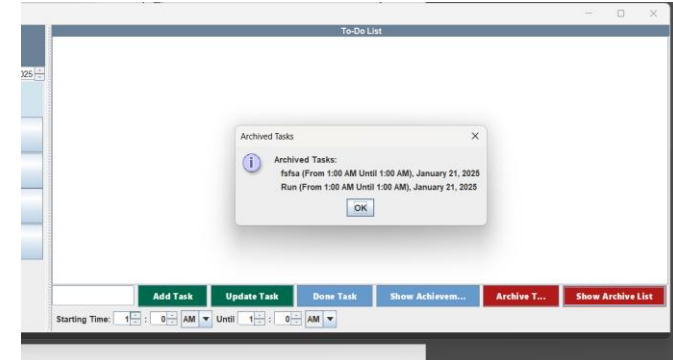 To-Do List
025
Archived Tasks
Archived Tasks:
fsfsa (From 1:00 AM Until 1:00 AM), January 21, 2025
Run (From 1:00 AM Until 1:00 AM), January 21, 2025
OK
Add Task Update Task Done Task Show Achievem... Archive T... Show Archive List
Starting Time: 1 : 0 AM Until 1 : 0 AM